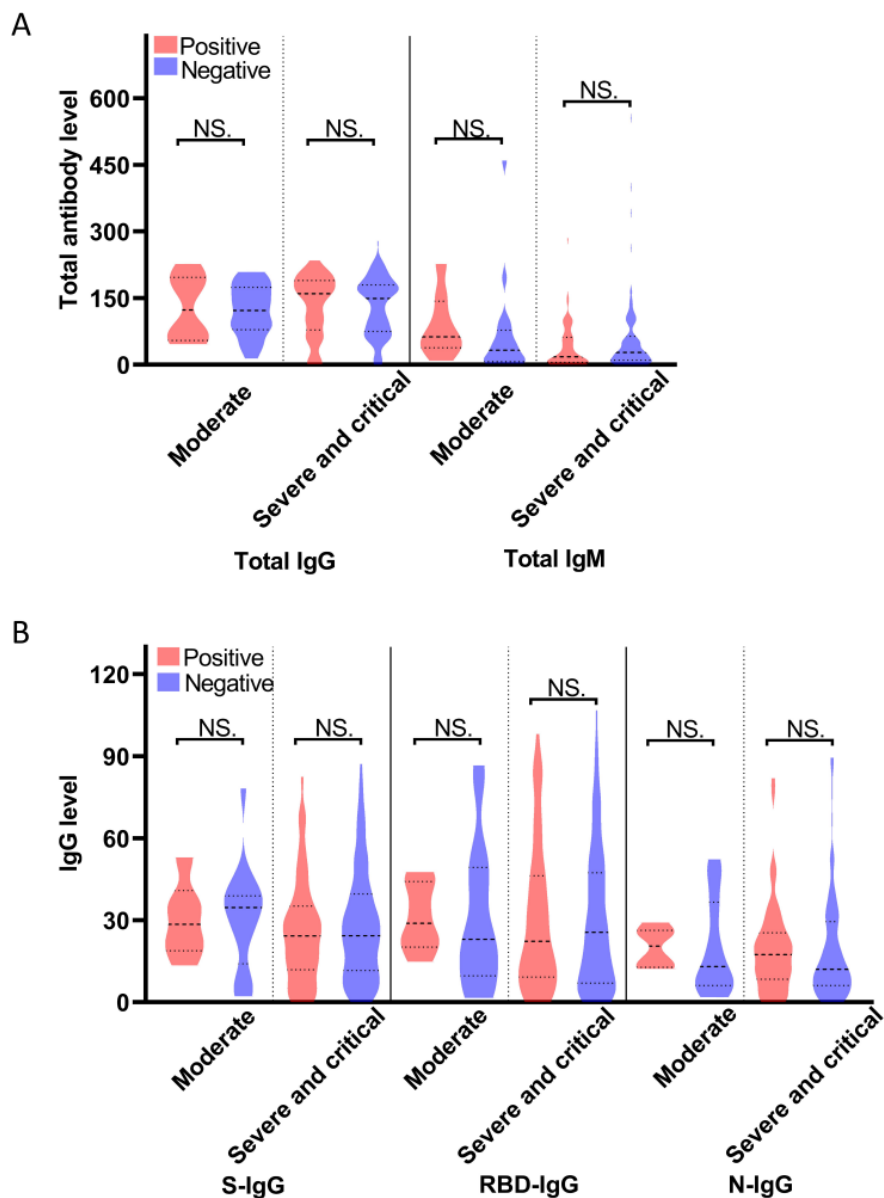 A
Positive
Negative
NS.
NS.
NS.
NS.
Total antibody level
600
450
300
150
0
Moderate
Severe and critical
Moderate
Severe and critical
Total IgG
Total IgM
B
Positive
Negative
NS.
NS.
NS.
NS.
NS.
NS.
IgG level
120
90
60
30
0
Moderate
Severe and critical
Moderate
Severe and critical
Moderate
Severe and critical
S-IgG
RBD-IgG
N-IgG